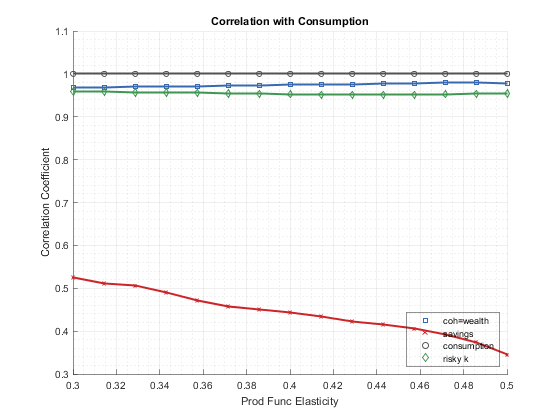 Correlation with Consumption
1.1
1
0.9
0.8
0.7
0.6
0.5
0.4
0.3
Correlation Coefficient
coh=wealth
savings
consumption
risky k
0.3 0.32 0.34 0.36 0.38 0.4 0.42 0.44 0.46 0.48 0.5
Prod Func Elasticity